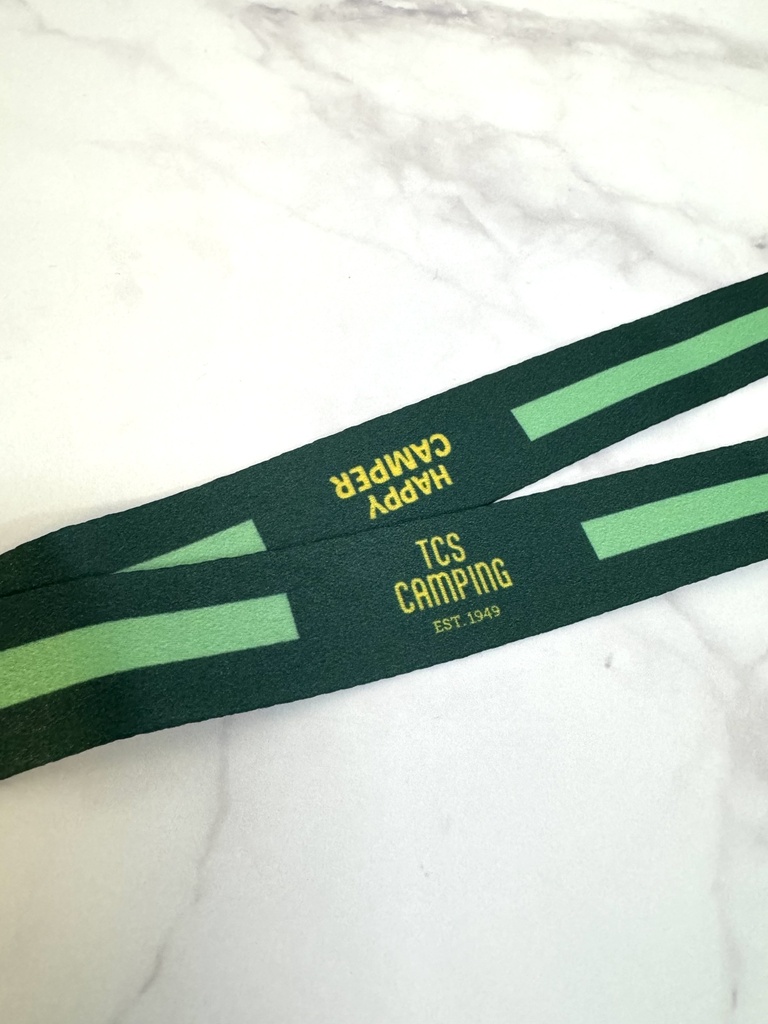 HAPPY
CAMPER
TCS
CAMPING
EST.1949